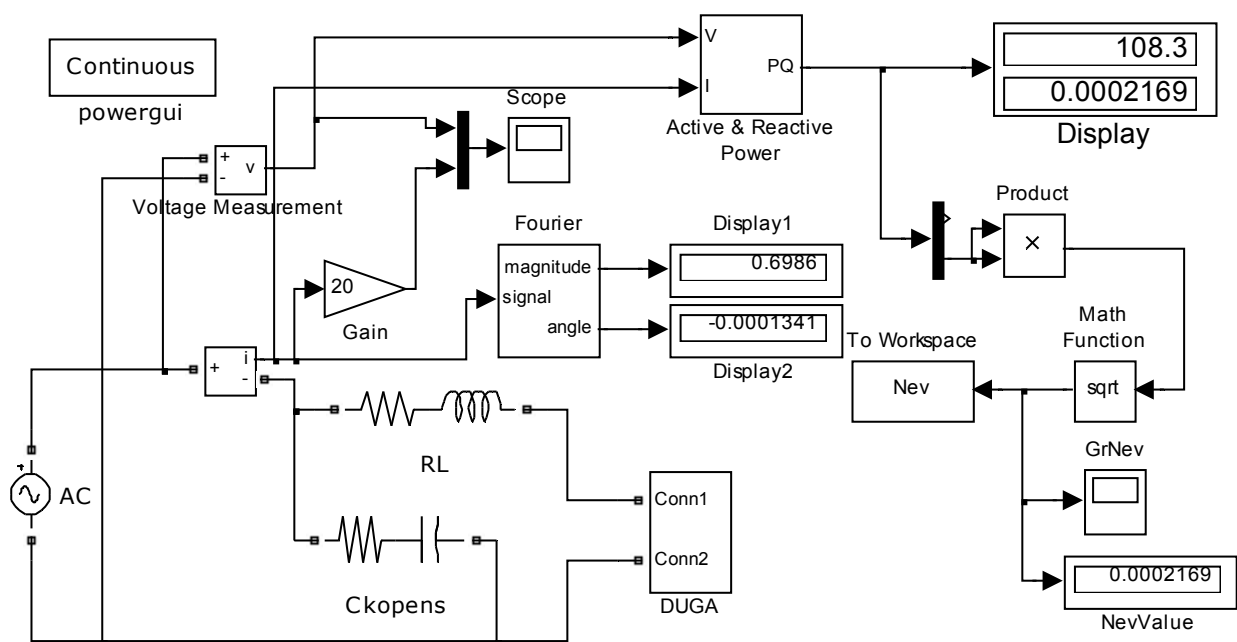 Continuous
powergui
+
-
v
Voltage Measurement
Scope
V
I
PQ
Active & Reactive
Power
108.3
0.0002169
Display
20
Gain
Fourier
magnitude
signal
angle
Display1
0.6986
-0.0001341
Display2
Product
×
Math
Function
sqrt
To Workspace
Nev
GrNev
0.0002169
NevValue
+
i
-
RL
+
AC
Ckopens
Conn1
Conn2
DUGA